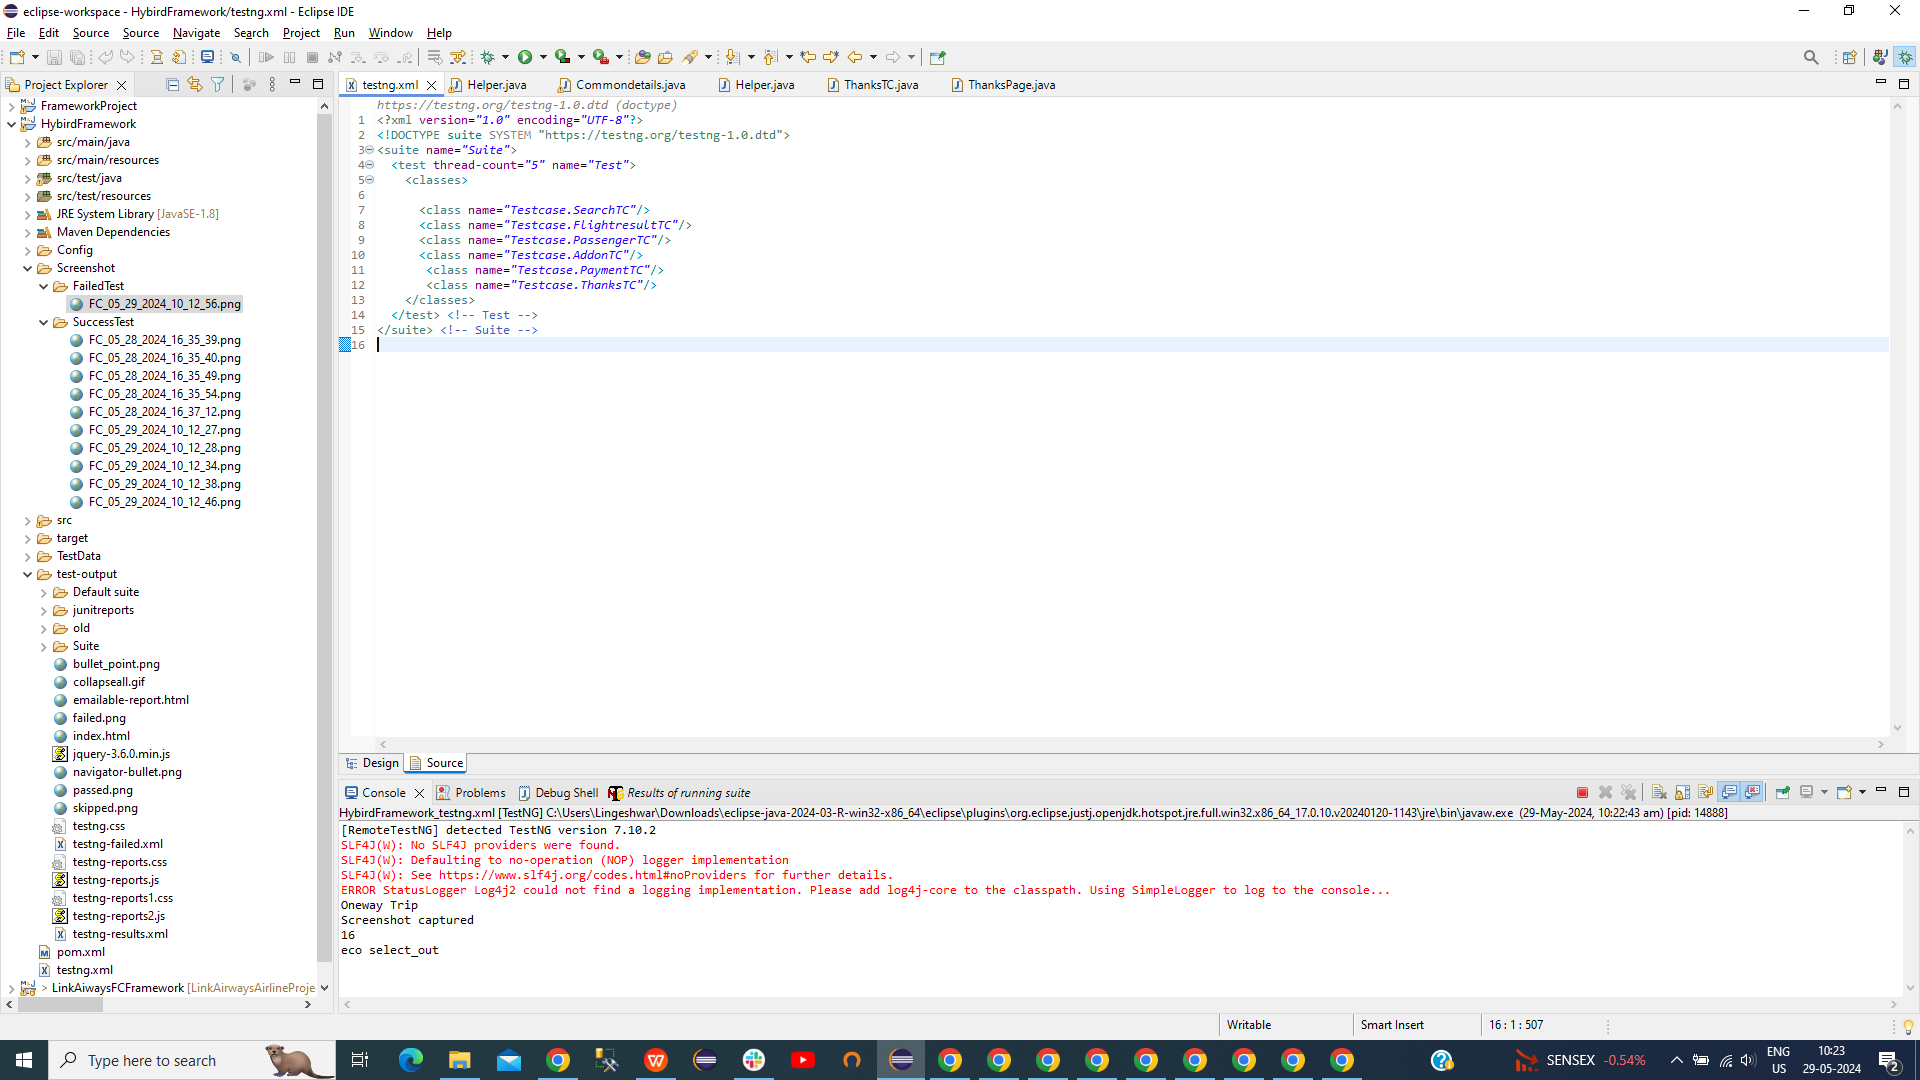 eclipse-workspace - HybirdFramework/testng.xml - Eclipse IDE
File Edit Source Source Navigate Search Project Run Window Help
Project Explorer
FrameworkProject
HybirdFramework
src/main/java
src/main/resources
src/test/java
src/test/resources
JRE System Library [JavaSE-1.8]
Maven Dependencies
Config
Screenshot
FailedTest
FC_05_29_2024_10_12_56.png
SuccessTest
FC_05_28_2024_16_35_39.png
FC_05_28_2024_16_35_40.png
FC_05_28_2024_16_35_49.png
FC_05_28_2024_16_35_54.png
FC_05_28_2024_16_37_12.png
FC_05_29_2024_10_12_27.png
FC_05_29_2024_10_12_28.png
FC_05_29_2024_10_12_34.png
FC_05_29_2024_10_12_38.png
FC_05_29_2024_10_12_46.png
src
target
TestData
test-output
Default suite
junitreports
old
Suite
bullet_point.png
collapseall.gif
emailable-report.html
failed.png
index.html
jquery-3.6.0.min.js
navigator-bullet.png
passed.png
skipped.png
testng.css
testng-failed.xml
testng-reports.css
testng-reports.js
testng-reports1.css
testng-reports2.js
testng-results.xml
pom.xml
testng.xml
> LinkAiwaysFCFramework [LinkAirwaysAirlineProje
testng.xml Helper.java Commondetails.java Helper.java ThanksTC.java ThanksPage.java
https://testng.org/testng-1.0.dtd (doctype)
1 <?xml version="1.0" encoding="UTF-8"?>
2 <!DOCTYPE suite SYSTEM "https://testng.org/testng-1.0.dtd">
3 <suite name="Suite">
4 <test thread-count="5" name="Test">
5 <classes>
6
7 <class name="Testcase.SearchTC"/>
8 <class name="Testcase.FlightresultTC"/>
9 <class name="Testcase.PassengerTC"/>
10 <class name="Testcase.AddonTC"/>
11 <class name="Testcase.PaymentTC"/>
12 <class name="Testcase.ThanksTC"/>
13 </classes>
14 </test> <!-- Test -->
15 </suite> <!-- Suite -->
16
Design Source
Console Problems Debug Shell Results of running suite
HybirdFramework_testng.xml [TestNG] C:\Users\Lingeshwar\Downloads\eclipse-java-2024-03-R-win32-x86_64\eclipse\plugins\org.eclipse.justj.openjdk.hotspot.jre.full.win32.x86_64_17.0.10.v20240120-1143\jre\bin\javaw.exe (29-May-2024, 10:22:43 am) [pid: 14888]
[RemoteTestNG] detected TestNG version 7.10.2
SLF4J(W): No SLF4J providers were found.
SLF4J(W): Defaulting to no-operation (NOP) logger implementation
SLF4J(W): See https://www.slf4j.org/codes.html#noProviders for further details.
ERROR StatusLogger Log4j2 could not find a logging implementation. Please add log4j-core to the classpath. Using SimpleLogger to log to the console...
Oneway Trip
Screenshot captured
16
eco select_out
Writable Smart Insert 16 : 1 : 507
Type here to search
SENSEX -0.54%
ENG
US
10:23
29-05-2024
2